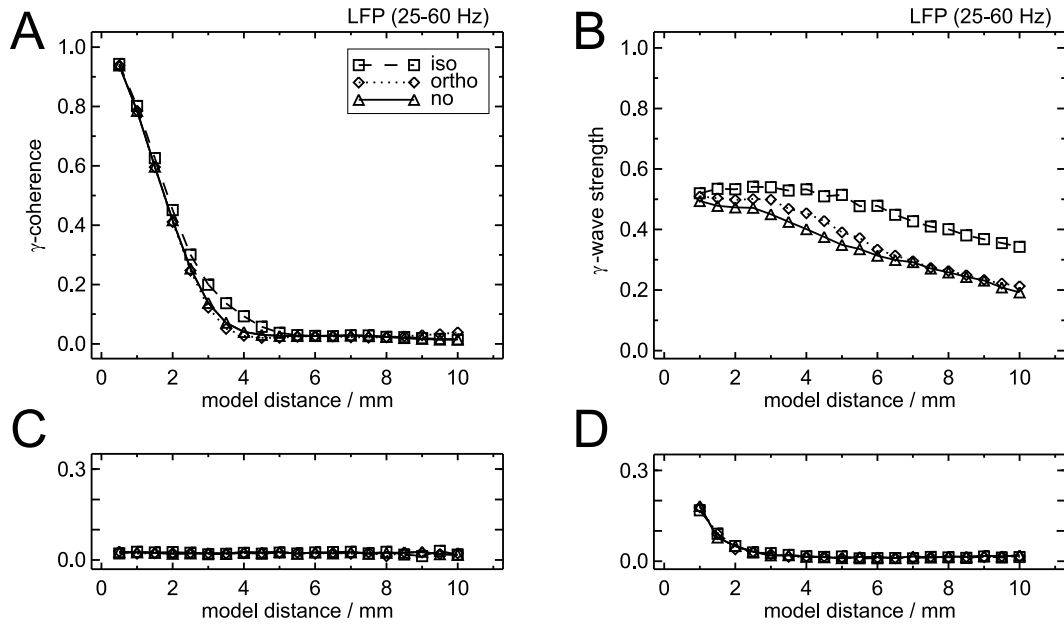 A
LFP (25-60 Hz)
1.0
0.8
0.6
0.4
0.2
0.0
γ-coherence
iso
ortho
no
0 2 4 6 8 10
model distance / mm
B
LFP (25-60 Hz)
1.0
0.8
0.6
0.4
0.2
0.0
γ-wave strength
0 2 4 6 8 10
model distance / mm
C
0.3
0.0
0 2 4 6 8 10
model distance / mm
D
0.3
0.0
0 2 4 6 8 10
model distance / mm